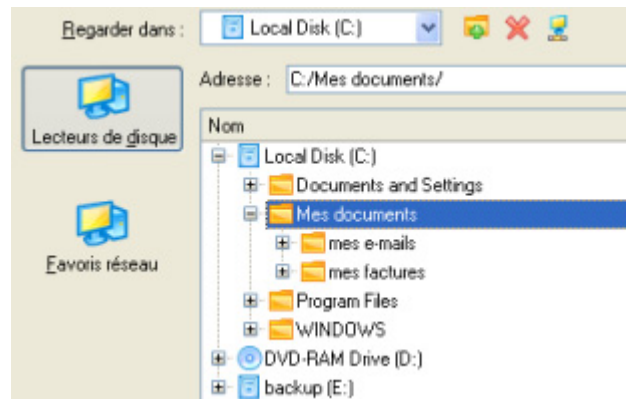 Regarder dans :
Local Disk (C:)
Adresse :
C:/Mes documents/
Lecteurs de disque
Favoris réseau
Nom
Local Disk (C:)
Documents and Settings
Mes documents
mes e-mails
mes factures
Program Files
WINDOWS
DVD-RAM Drive (D:)
backup (E:)